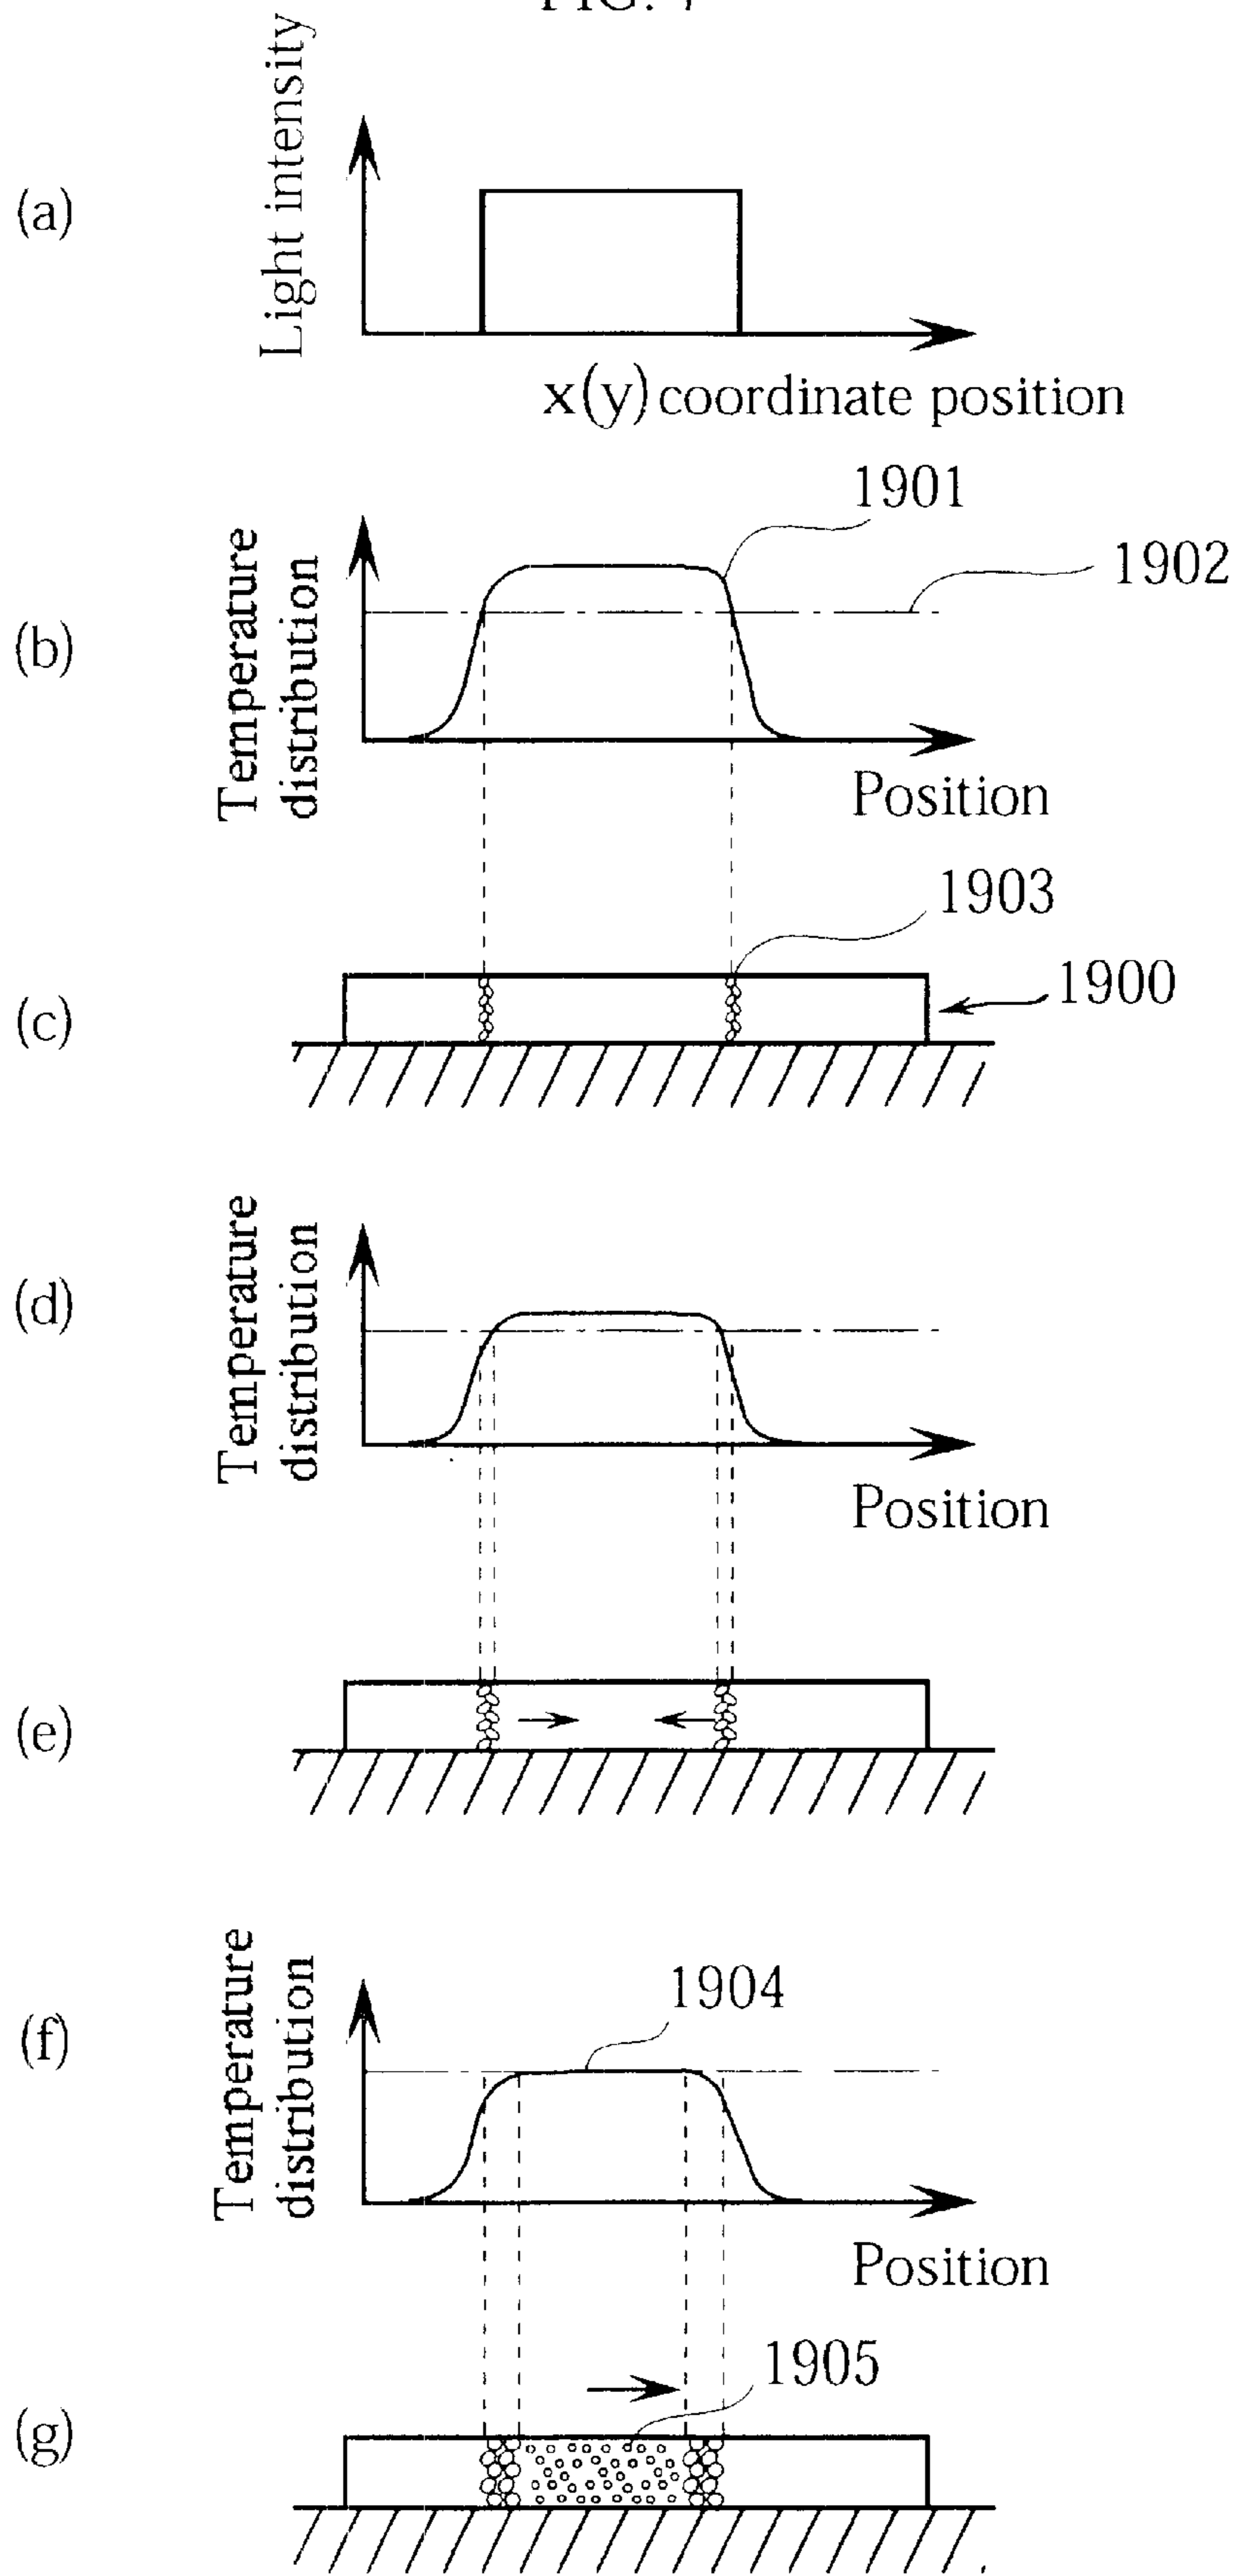 (a)
Light intensity
x(y) coordinate position
1901
1902
(b)
Temperature
distribution
Position
1903
1900
(c)
(d)
Temperature
distribution
Position
(e)
1904
(f)
Temperature
distribution
Position
1905
(g)